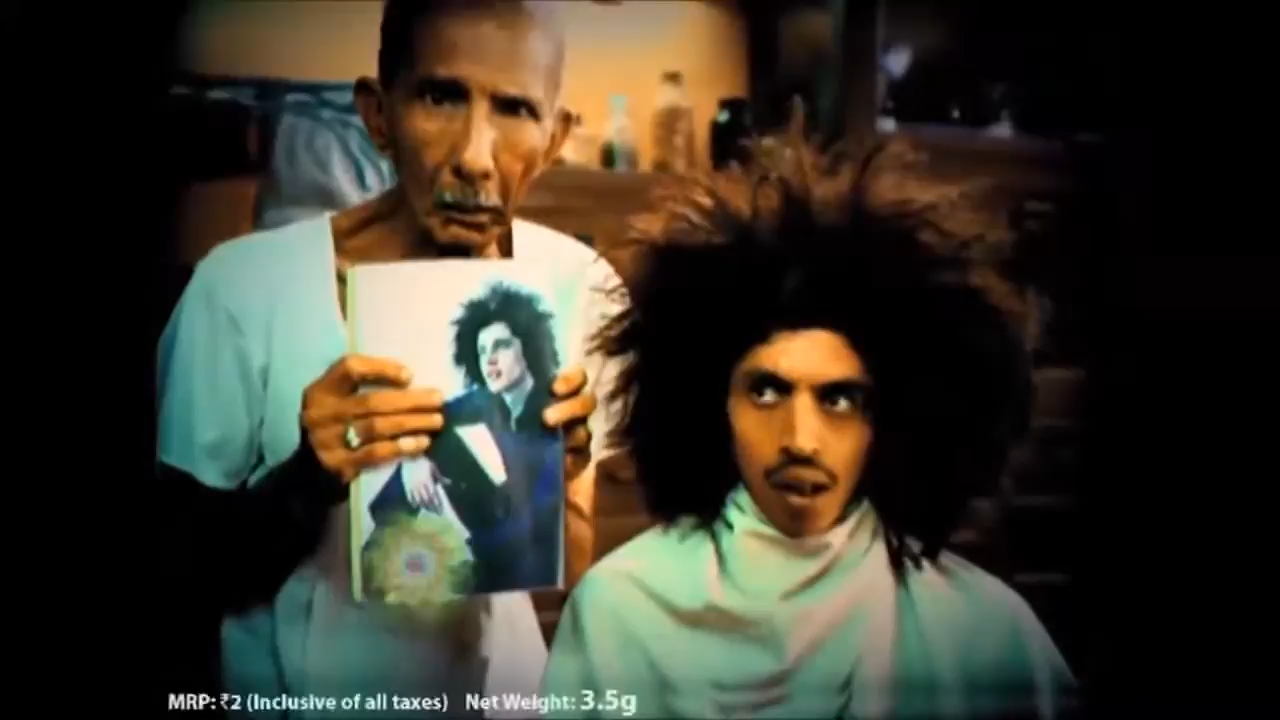 MRP: ₹2 (Inclusive of all taxes) Net Weight: 3.5g